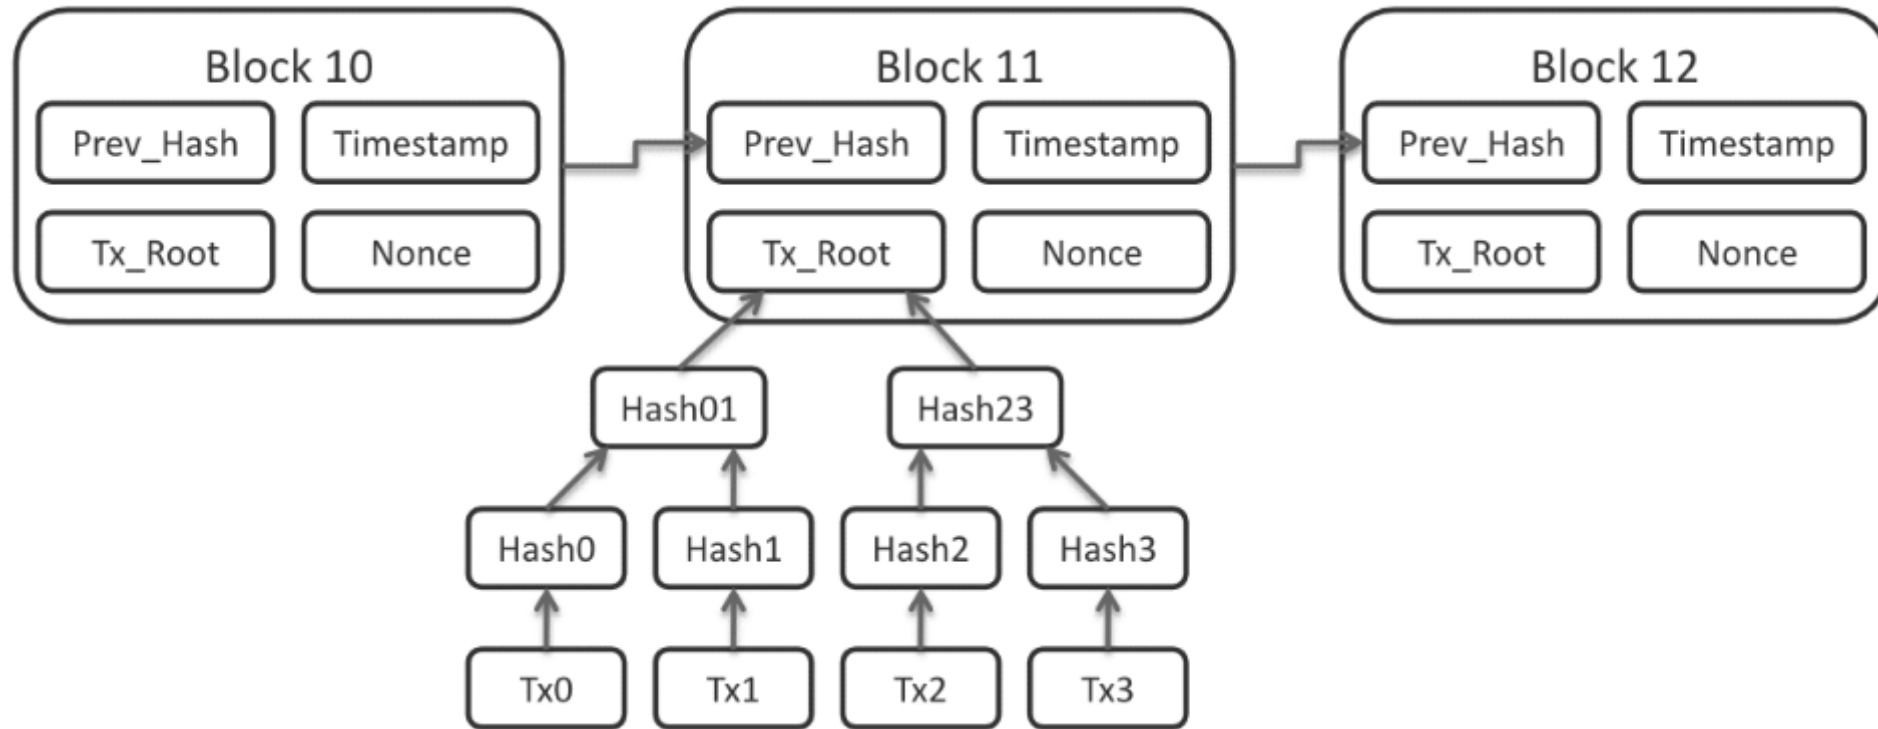 Block 10
Prev_Hash Timestamp
Tx_Root Nonce
Block 11
Prev_Hash Timestamp
Tx_Root Nonce
Block 12
Prev_Hash Timestamp
Tx_Root Nonce
Hash01 Hash23
Hash0 Hash1 Hash2 Hash3
Tx0 Tx1 Tx2 Tx3